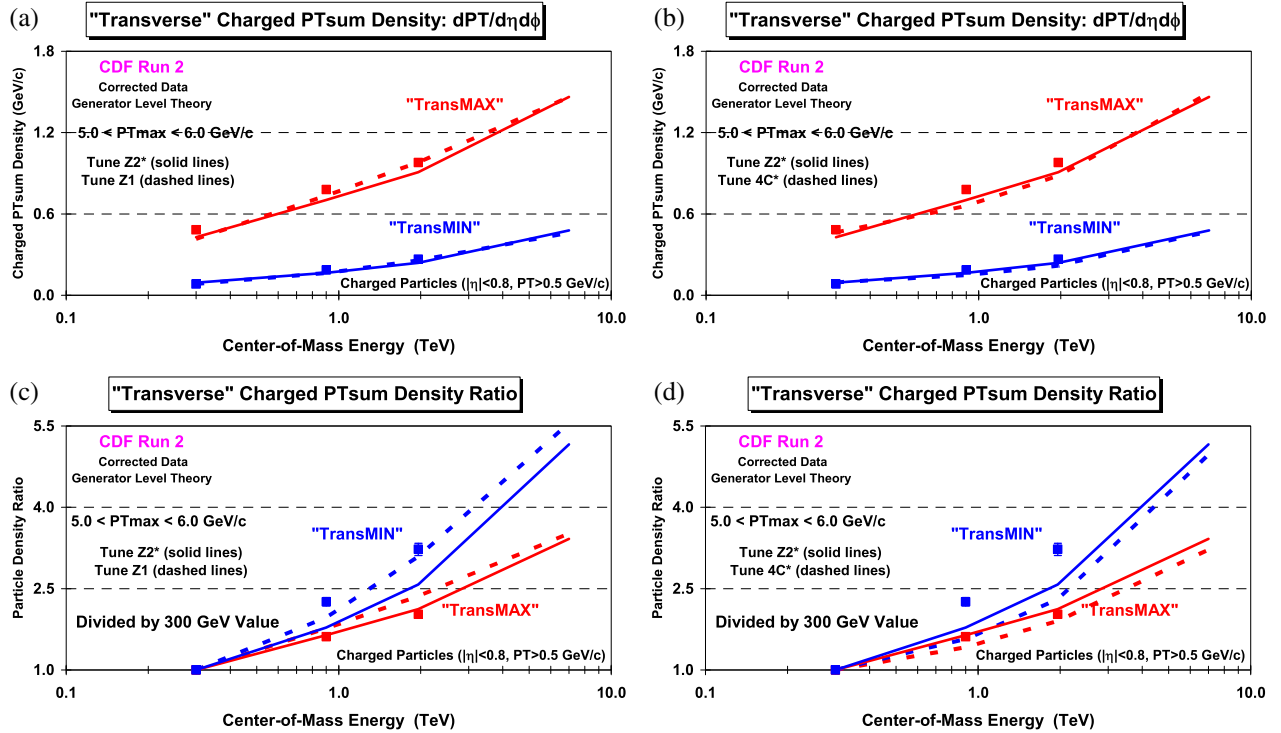 (a)
"Transverse" Charged PTsum Density: dPT/dηdϕ
Charged PTsum Density (GeV/c)
1.8
1.2
0.6
0.0
CDF Run 2
Corrected Data
Generator Level Theory
5.0 < PTmax < 6.0 GeV/c
Tune Z2* (solid lines)
Tune Z1 (dashed lines)
"TransMAX"
"TransMIN"
Charged Particles (|η|<0.8, PT>0.5 GeV/c)
0.1
1.0
10.0
Center-of-Mass Energy (TeV)
(b)
"Transverse" Charged PTsum Density: dPT/dηdϕ
Charged PTsum Density (GeV/c)
1.8
1.2
0.6
0.0
CDF Run 2
Corrected Data
Generator Level Theory
5.0 < PTmax < 6.0 GeV/c
Tune Z2* (solid lines)
Tune 4C* (dashed lines)
"TransMAX"
"TransMIN"
Charged Particles (|η|<0.8, PT>0.5 GeV/c)
0.1
1.0
10.0
Center-of-Mass Energy (TeV)
(c)
"Transverse" Charged PTsum Density Ratio
Particle Density Ratio
5.5
4.0
2.5
1.0
CDF Run 2
Corrected Data
Generator Level Theory
5.0 < PTmax < 6.0 GeV/c
Tune Z2* (solid lines)
Tune Z1 (dashed lines)
"TransMIN"
"TransMAX"
Divided by 300 GeV Value
Charged Particles (|η|<0.8, PT>0.5 GeV/c)
0.1
1.0
10.0
Center-of-Mass Energy (TeV)
(d)
"Transverse" Charged PTsum Density Ratio
Particle Density Ratio
5.5
4.0
2.5
1.0
CDF Run 2
Corrected Data
Generator Level Theory
5.0 < PTmax < 6.0 GeV/c
Tune Z2* (solid lines)
Tune 4C* (dashed lines)
"TransMIN"
"TransMAX"
Divided by 300 GeV Value
Charged Particles (|η|<0.8, PT>0.5 GeV/c)
0.1
1.0
10.0
Center-of-Mass Energy (TeV)